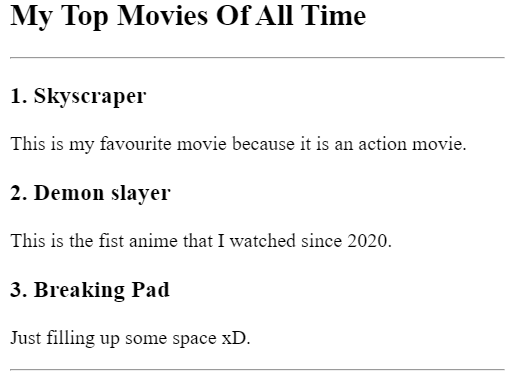 My Top Movies Of All Time
1. Skyscraper
This is my favourite movie because it is an action movie.
2. Demon slayer
This is the fist anime that I watched since 2020.
3. Breaking Pad
Just filling up some space xD.